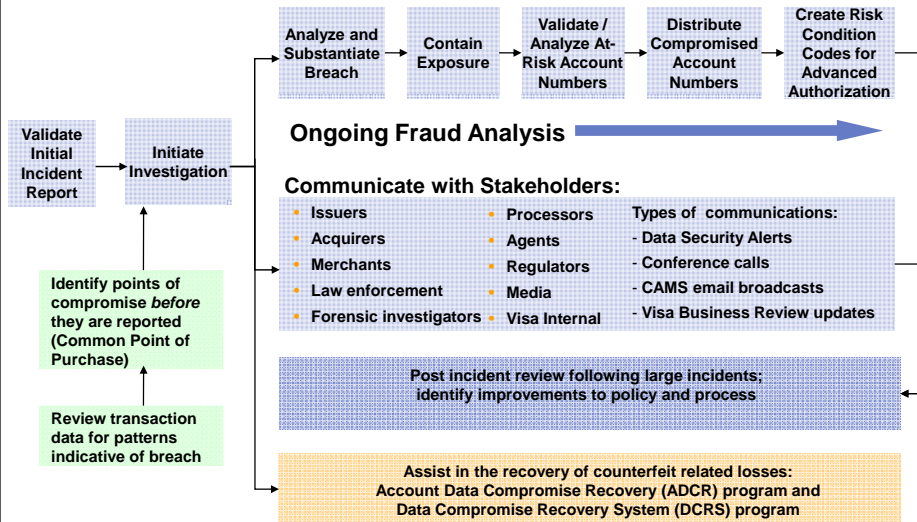 Analyze and
Substantiate
Breach
Contain
Exposure
Validate /
Analyze At-
Risk Account
Numbers
Distribute
Compromised
Account
Numbers
Create Risk
Condition
Codes for
Advanced
Authorization
Validate
Initial
Incident
Report
Initiate
Investigation
Ongoing Fraud Analysis
Communicate with Stakeholders:
• Issuers
• Acquirers
• Merchants
• Law enforcement
• Forensic investigators
• Processors
• Agents
• Regulators
• Media
• Visa Internal
Types of communications:
- Data Security Alerts
- Conference calls
- CAMS email broadcasts
- Visa Business Review updates
Identify points of
compromise before
they are reported
(Common Point of
Purchase)
Review transaction
data for patterns
indicative of breach
Post incident review following large incidents;
identify improvements to policy and process
Assist in the recovery of counterfeit related losses:
Account Data Compromise Recovery (ADCR) program and
Data Compromise Recovery System (DCRS) program